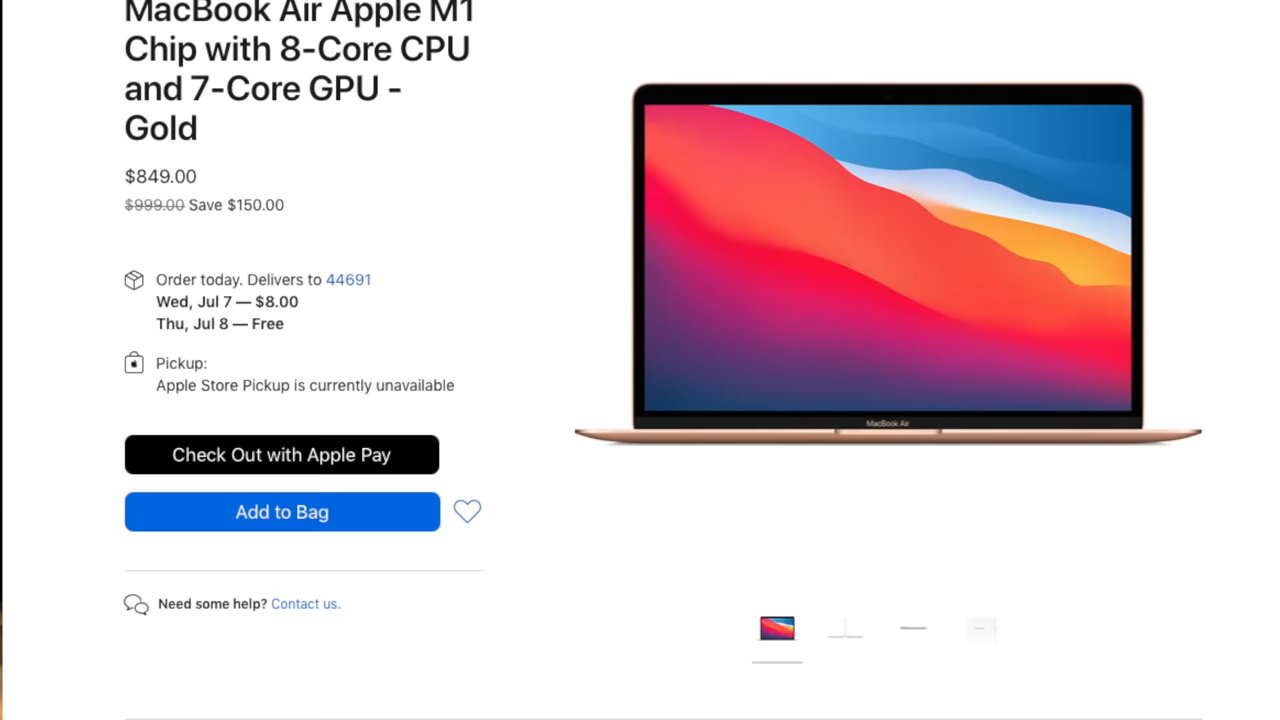 MacBook Air Apple M1
Chip with 8-Core CPU
and 7-Core GPU -
Gold
$849.00
$999.00 Save $150.00
Order today. Delivers to 44691
Wed, Jul 7 — $8.00
Thu, Jul 8 — Free
Pickup:
Apple Store Pickup is currently unavailable
Check Out with Apple Pay
Add to Bag
Need some help? Contact us.
MacBook Air